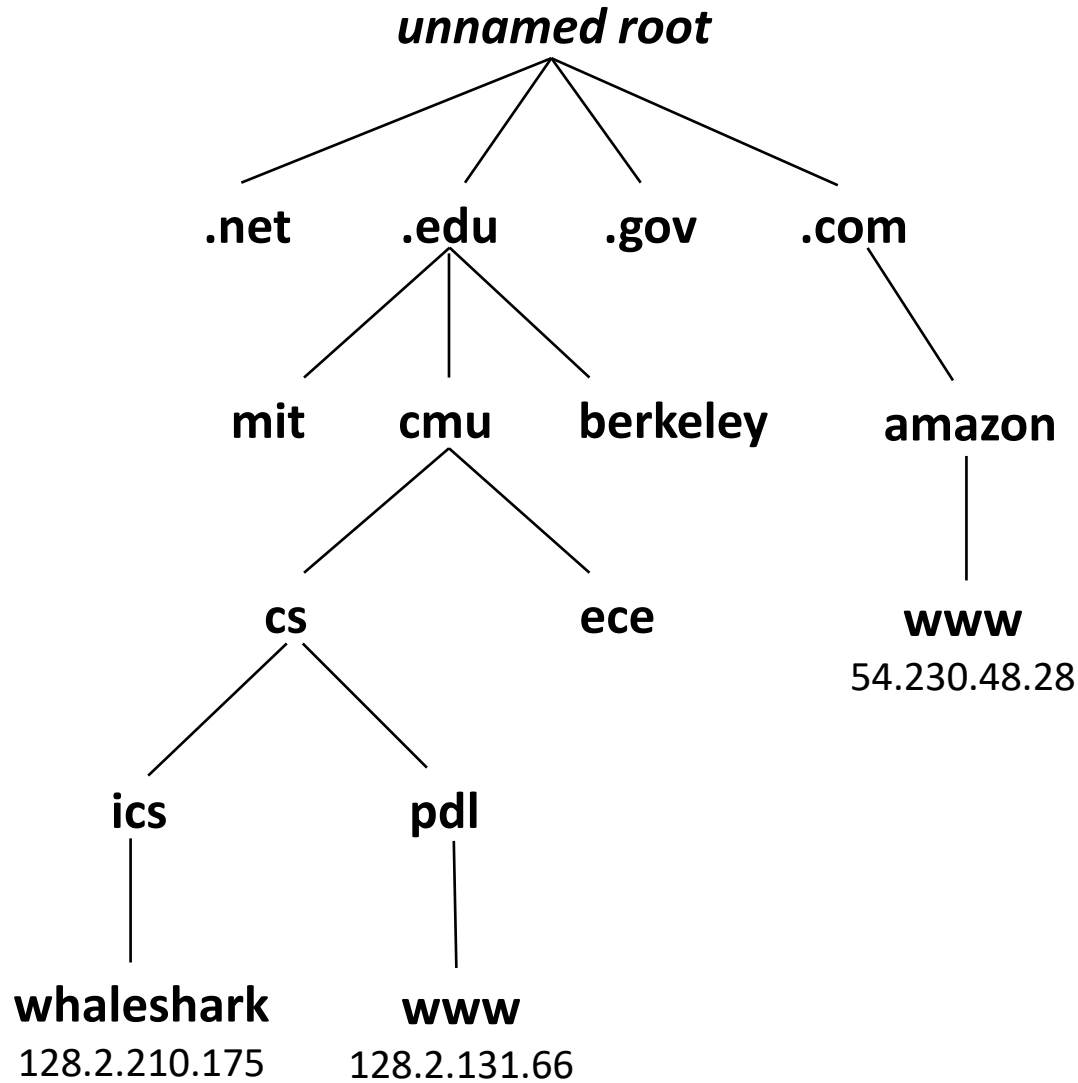 unnamed root
.net .edu .gov .com
mit cmu berkeley amazon
cs ece www
54.230.48.28
ics pdl
whaleshark www
128.2.210.175 128.2.131.66